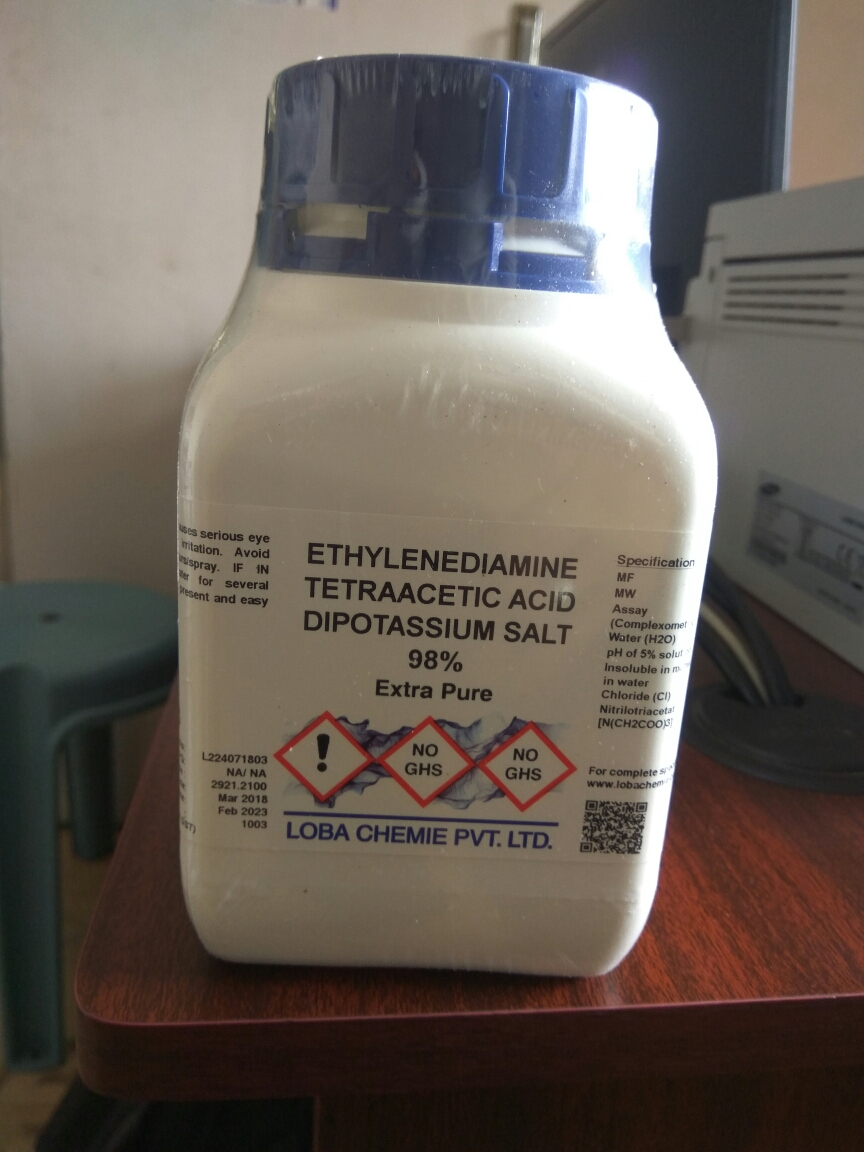 serious eye
irritation. Avoid
IF IN
for several
present and easy
ETHYLENEDIAMINE
TETRAACETIC ACID
DIPOTASSIUM SALT
98%
Extra Pure
NO
GHS
NO
GHS
L224071803
NA/ NA
2921.2100
Mar 2018
Feb 2023
1003
LOBA CHEMIE PVT. LTD.
Specification
MF
MW
Assay
(Complexomet
Water (H2O)
pH of 5% solut
Insoluble in m
in water
Chloride (Cl)
Nitrilotriacetat
[N(CH2COO)3]
For complete
www.lobachem